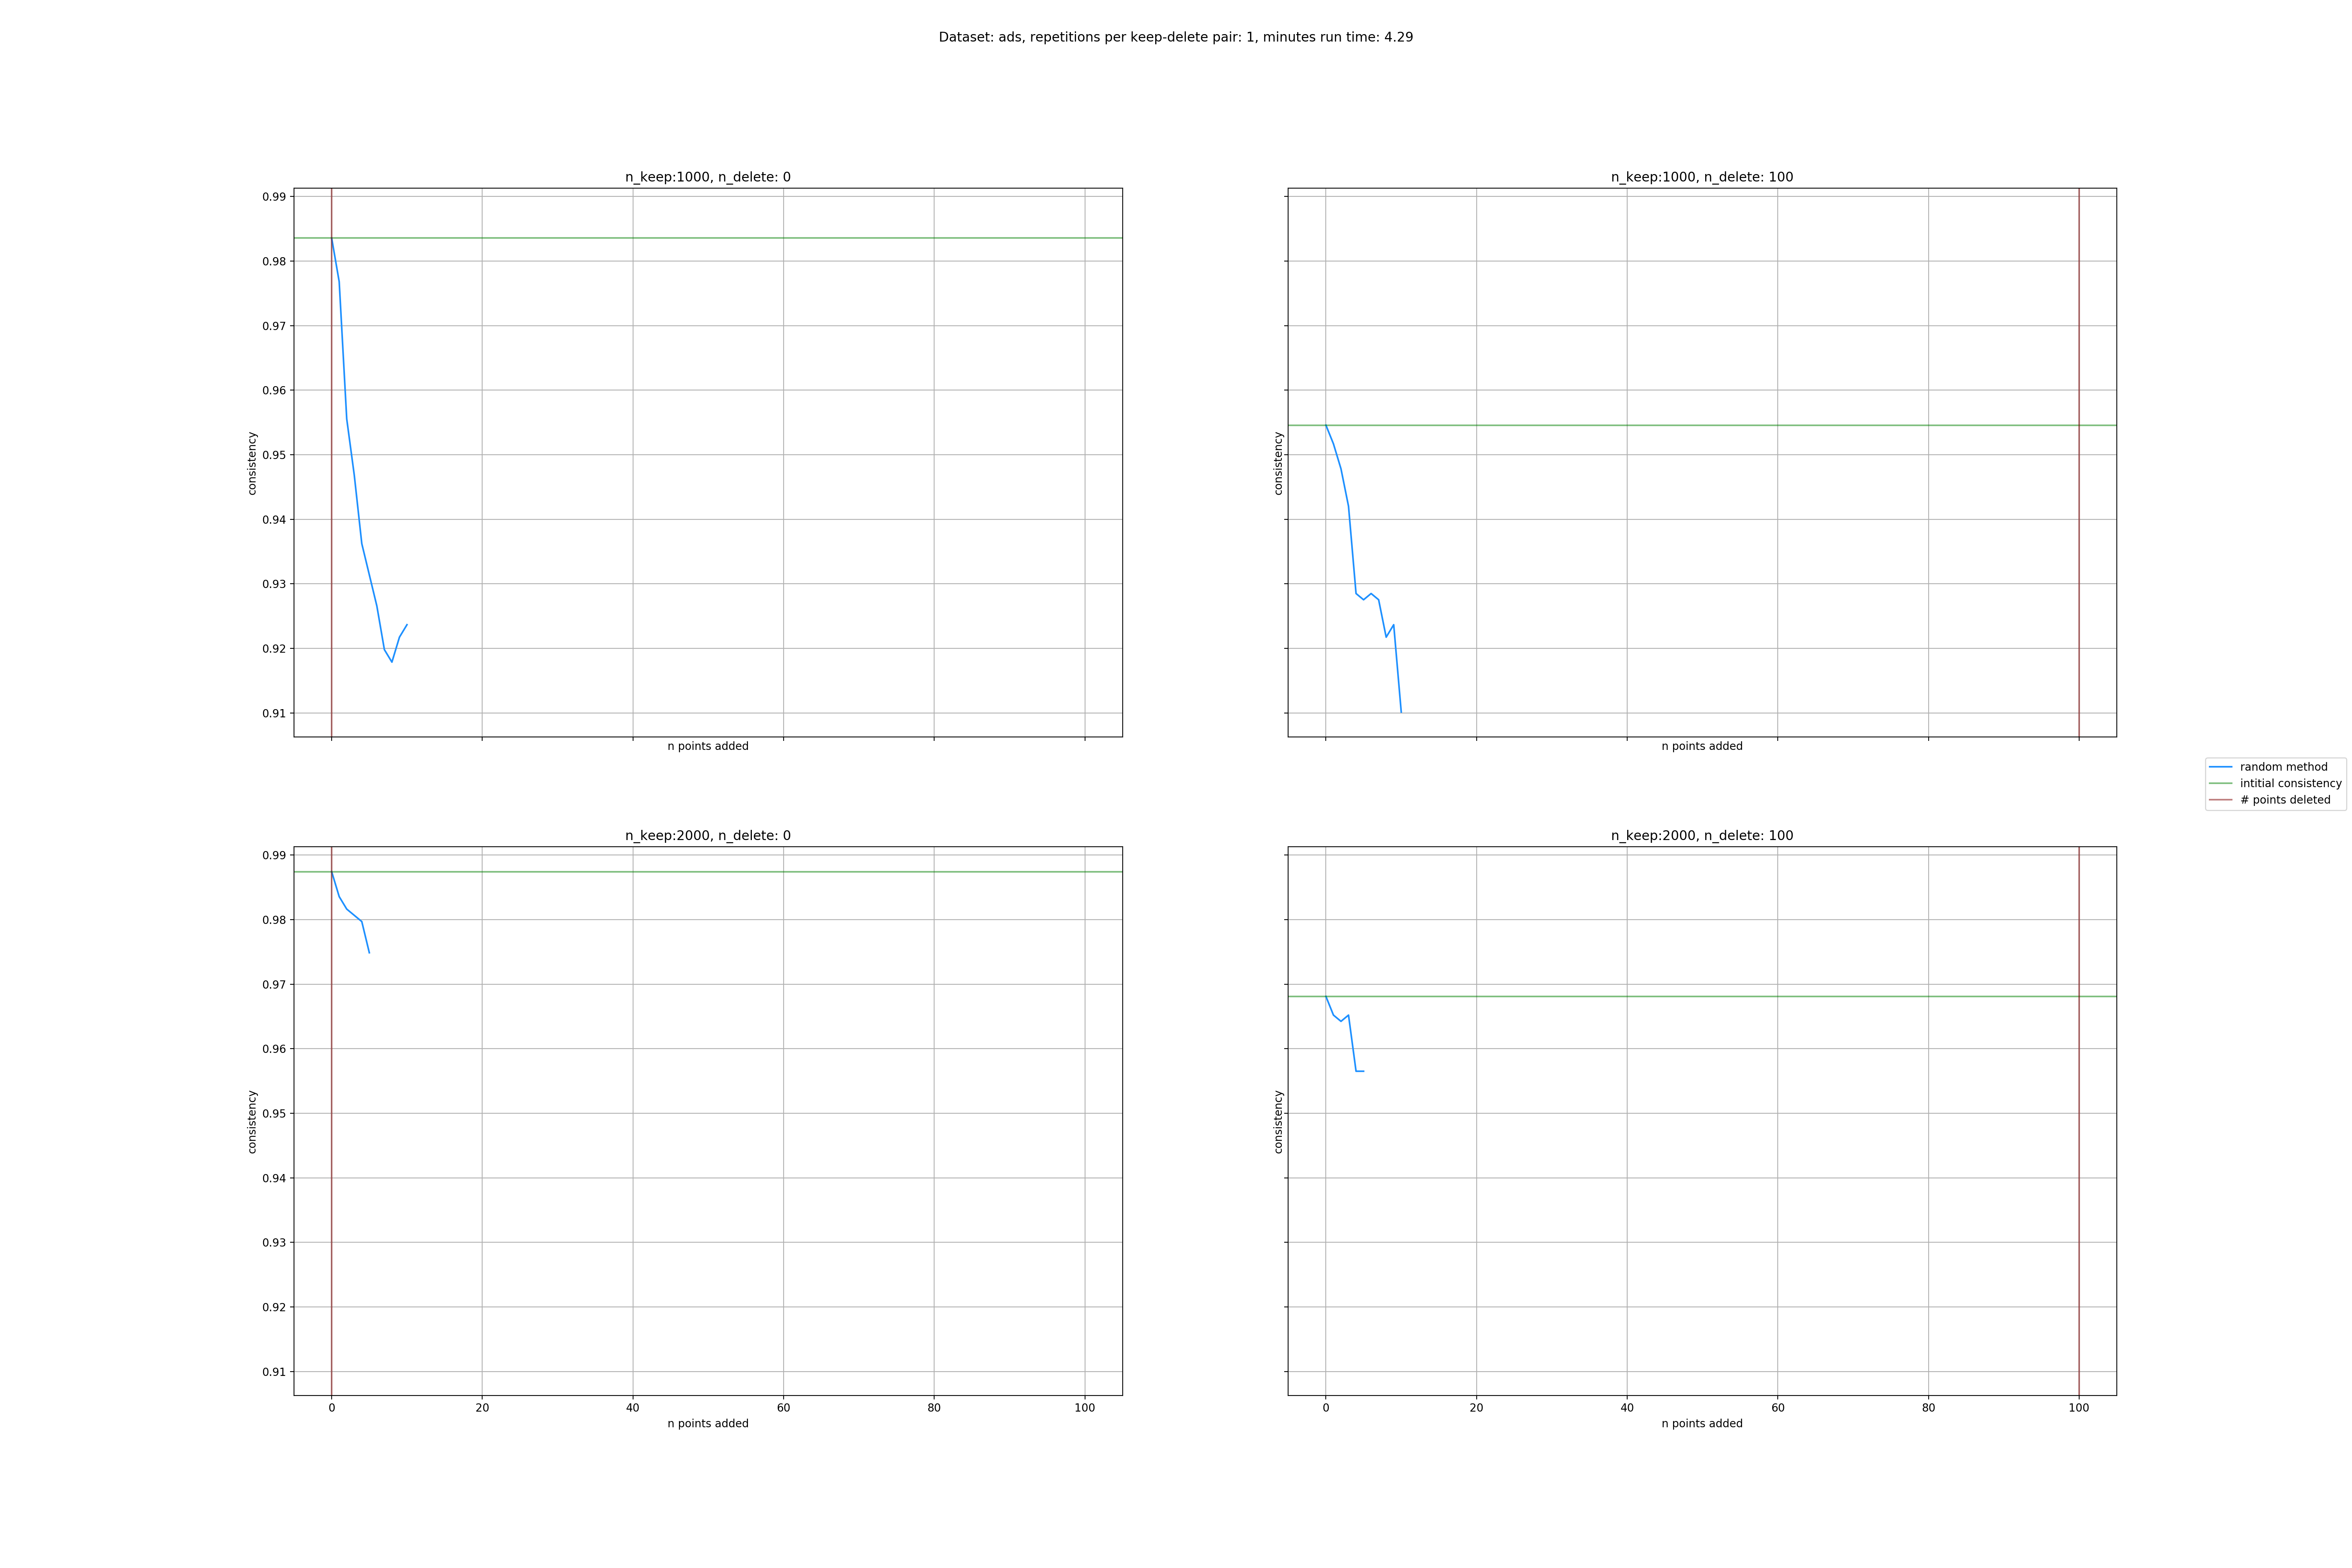 Dataset: ads, repetitions per keep-delete pair: 1, minutes run time: 4.29
n_keep:1000, n_delete: 0
0.99
0.98
0.97
0.96
0.95
0.94
0.93
0.92
0.91
consistency
n points added
n_keep:1000, n_delete: 100
consistency
n points added
random method
intitial consistency
# points deleted
n_keep:2000, n_delete: 0
0.99
0.98
0.97
0.96
0.95
0.94
0.93
0.92
0.91
consistency
0 20 40 60 80 100
n points added
n_keep:2000, n_delete: 100
consistency
0 20 40 60 80 100
n points added